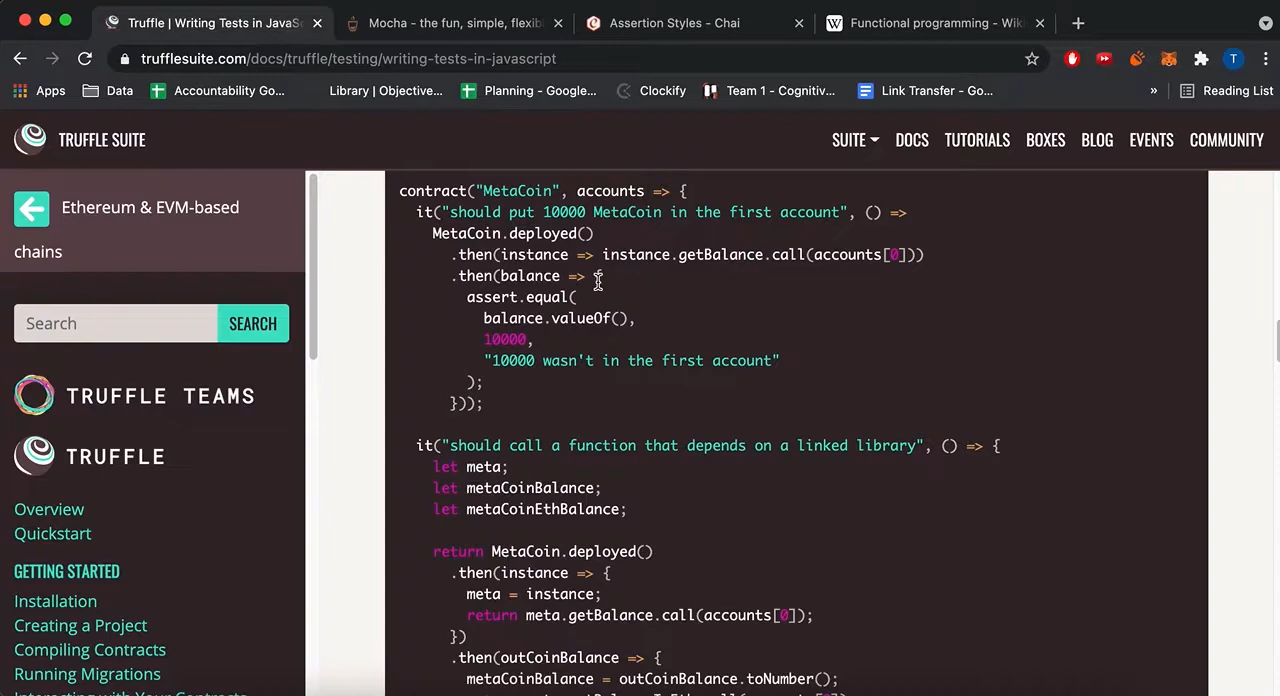 Truffle | Writing Tests in JavaSc
Mocha - the fun, simple, flexib
Assertion Styles - Chai
Functional programming - Wiki
trufflesuite.com/docs/truffle/testing/writing-tests-in-javascript
T
Apps
Data
Accountability Go...
Library | Objective...
Planning - Google...
Clockify
Team 1 - Cognitiv...
Link Transfer - Go...
»
Reading List
TRUFFLE SUITE
SUITE
DOCS
TUTORIALS
BOXES
BLOG
EVENTS
COMMUNITY
Ethereum & EVM-based
chains
Search
SEARCH
TRUFFLE TEAMS
TRUFFLE
Overview
Quickstart
GETTING STARTED
Installation
Creating a Project
Compiling Contracts
Running Migrations
contract("MetaCoin", accounts => {
it("should put 10000 MetaCoin in the first account", () =>
MetaCoin.deployed()
.then(instance => instance.getBalance.call(accounts[0]))
.then(balance => {
assert.equal(
balance.valueOf(),
10000,
"10000 wasn't in the first account"
);
}));
it("should call a function that depends on a linked library", () => {
let meta;
let metaCoinBalance;
let metaCoinEthBalance;
return MetaCoin.deployed()
.then(instance => {
meta = instance;
return meta.getBalance.call(accounts[0]);
})
.then(outCoinBalance => {
metaCoinBalance = outCoinBalance.toNumber();